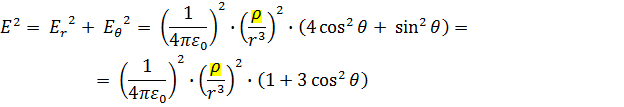 E² = E_r² + E_θ² = (1/(4πε₀))² · (ρ/r³)² · (4 cos² θ + sin² θ) =
= (1/(4πε₀))² · (ρ/r³)² · (1 + 3 cos² θ)